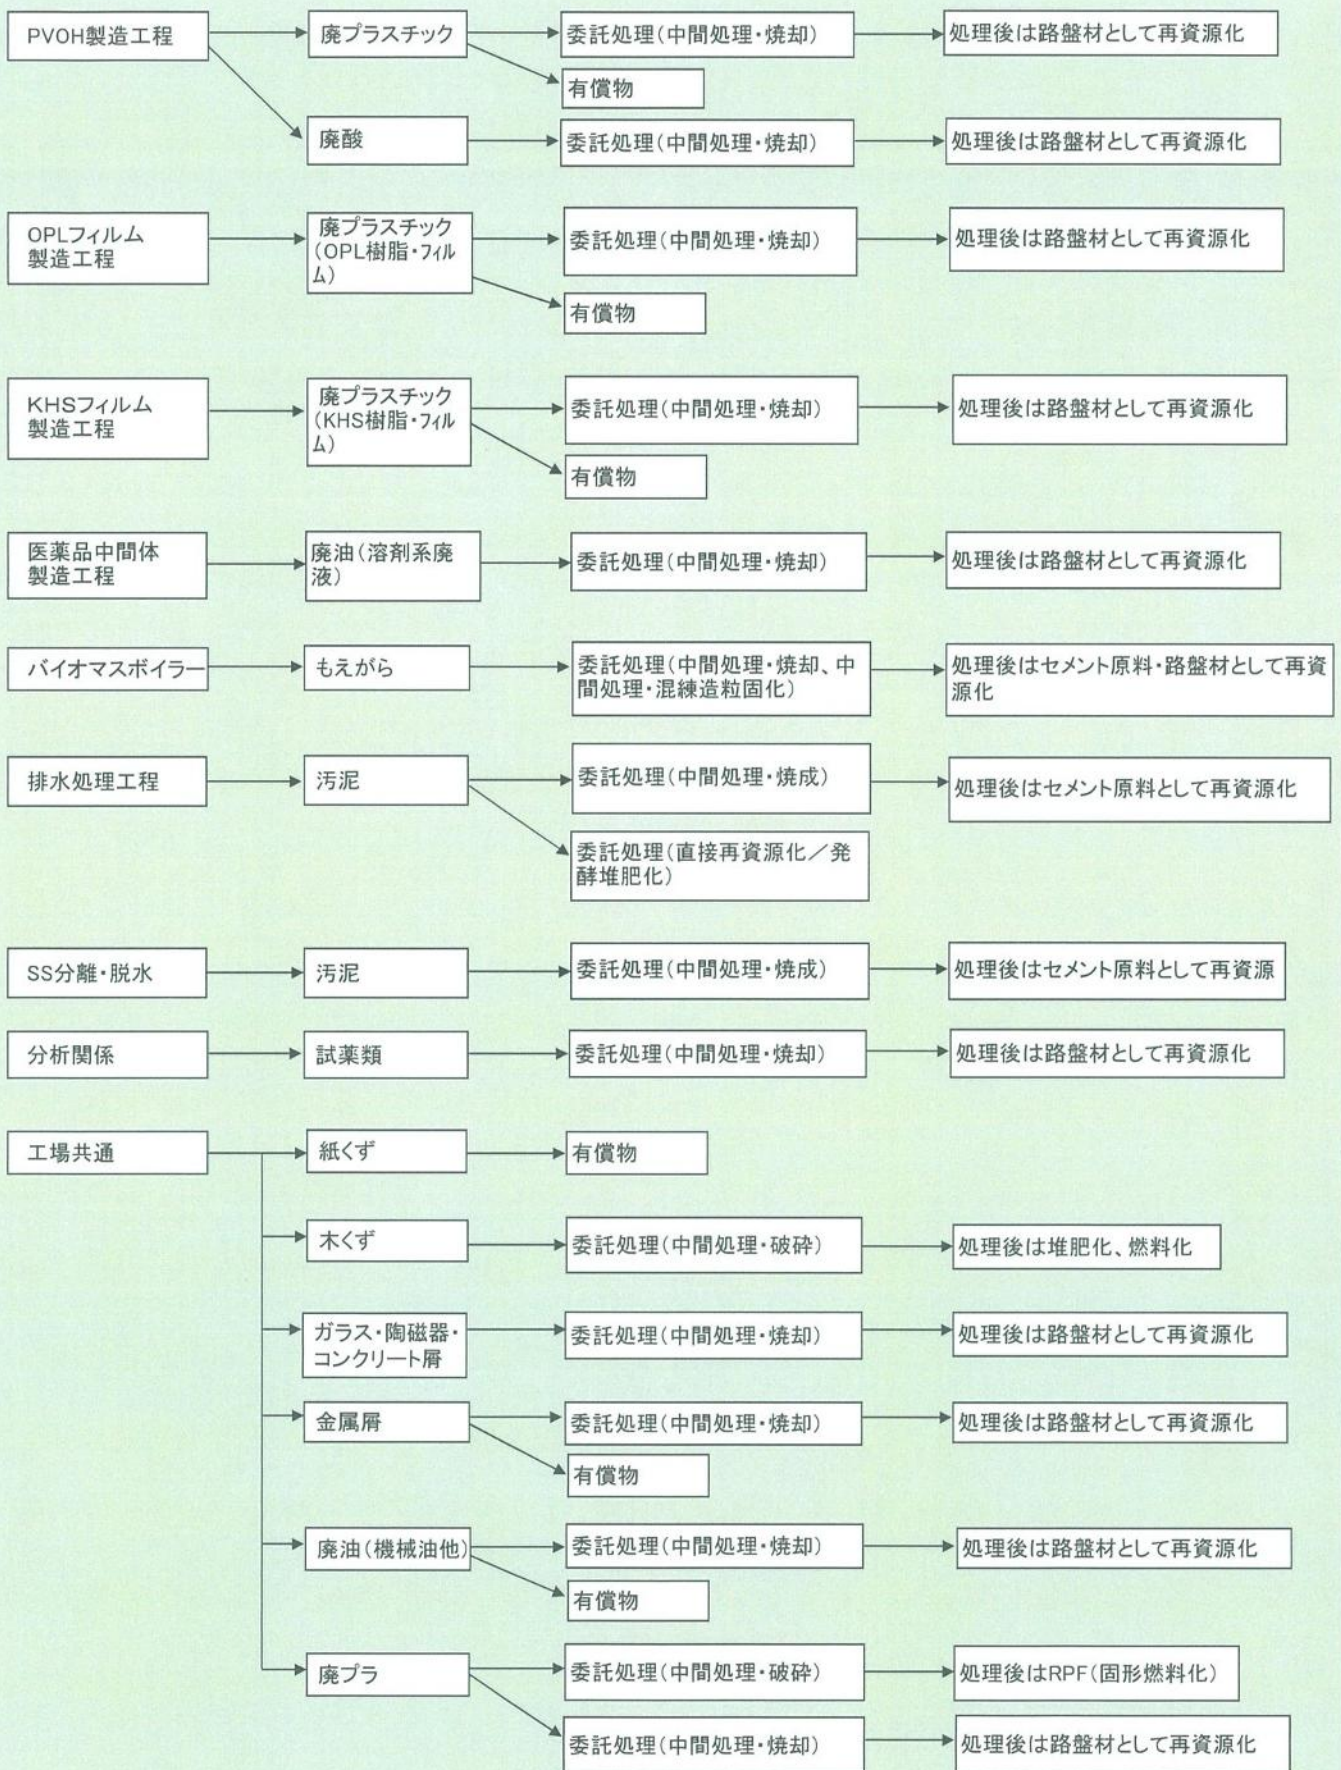 PVOH製造工程
廃プラスチック
委託処理(中間処理・焼却)
処理後は路盤材として再資源化
有償物
廃酸
委託処理(中間処理・焼却)
処理後は路盤材として再資源化
OPLフィルム
製造工程
廃プラスチック
(OPL樹脂・フィル
ム)
委託処理(中間処理・焼却)
処理後は路盤材として再資源化
有償物
KHSフィルム
製造工程
廃プラスチック
(KHS樹脂・フィル
ム)
委託処理(中間処理・焼却)
処理後は路盤材として再資源化
有償物
医薬品中間体
製造工程
廃油(溶剤系廃
液)
委託処理(中間処理・焼却)
処理後は路盤材として再資源化
バイオマスボイラー
もえがら
委託処理(中間処理・焼却、中
間処理・混練造粒固化)
処理後はセメント原料・路盤材として再資
源化
排水処理工程
汚泥
委託処理(中間処理・焼成)
処理後はセメント原料として再資源化
委託処理(直接再資源化／発
酵堆肥化)
SS分離・脱水
汚泥
委託処理(中間処理・焼成)
処理後はセメント原料として再資源
分析関係
試薬類
委託処理(中間処理・焼却)
処理後は路盤材として再資源化
工場共通
紙くず
有償物
木くず
委託処理(中間処理・破砕)
処理後は堆肥化、燃料化
ガラス・陶磁器・
コンクリート屑
委託処理(中間処理・焼却)
処理後は路盤材として再資源化
金属屑
委託処理(中間処理・焼却)
処理後は路盤材として再資源化
有償物
廃油(機械油他)
委託処理(中間処理・焼却)
処理後は路盤材として再資源化
有償物
廃プラ
委託処理(中間処理・破砕)
処理後はRPF(固形燃料化)
委託処理(中間処理・焼却)
処理後は路盤材として再資源化